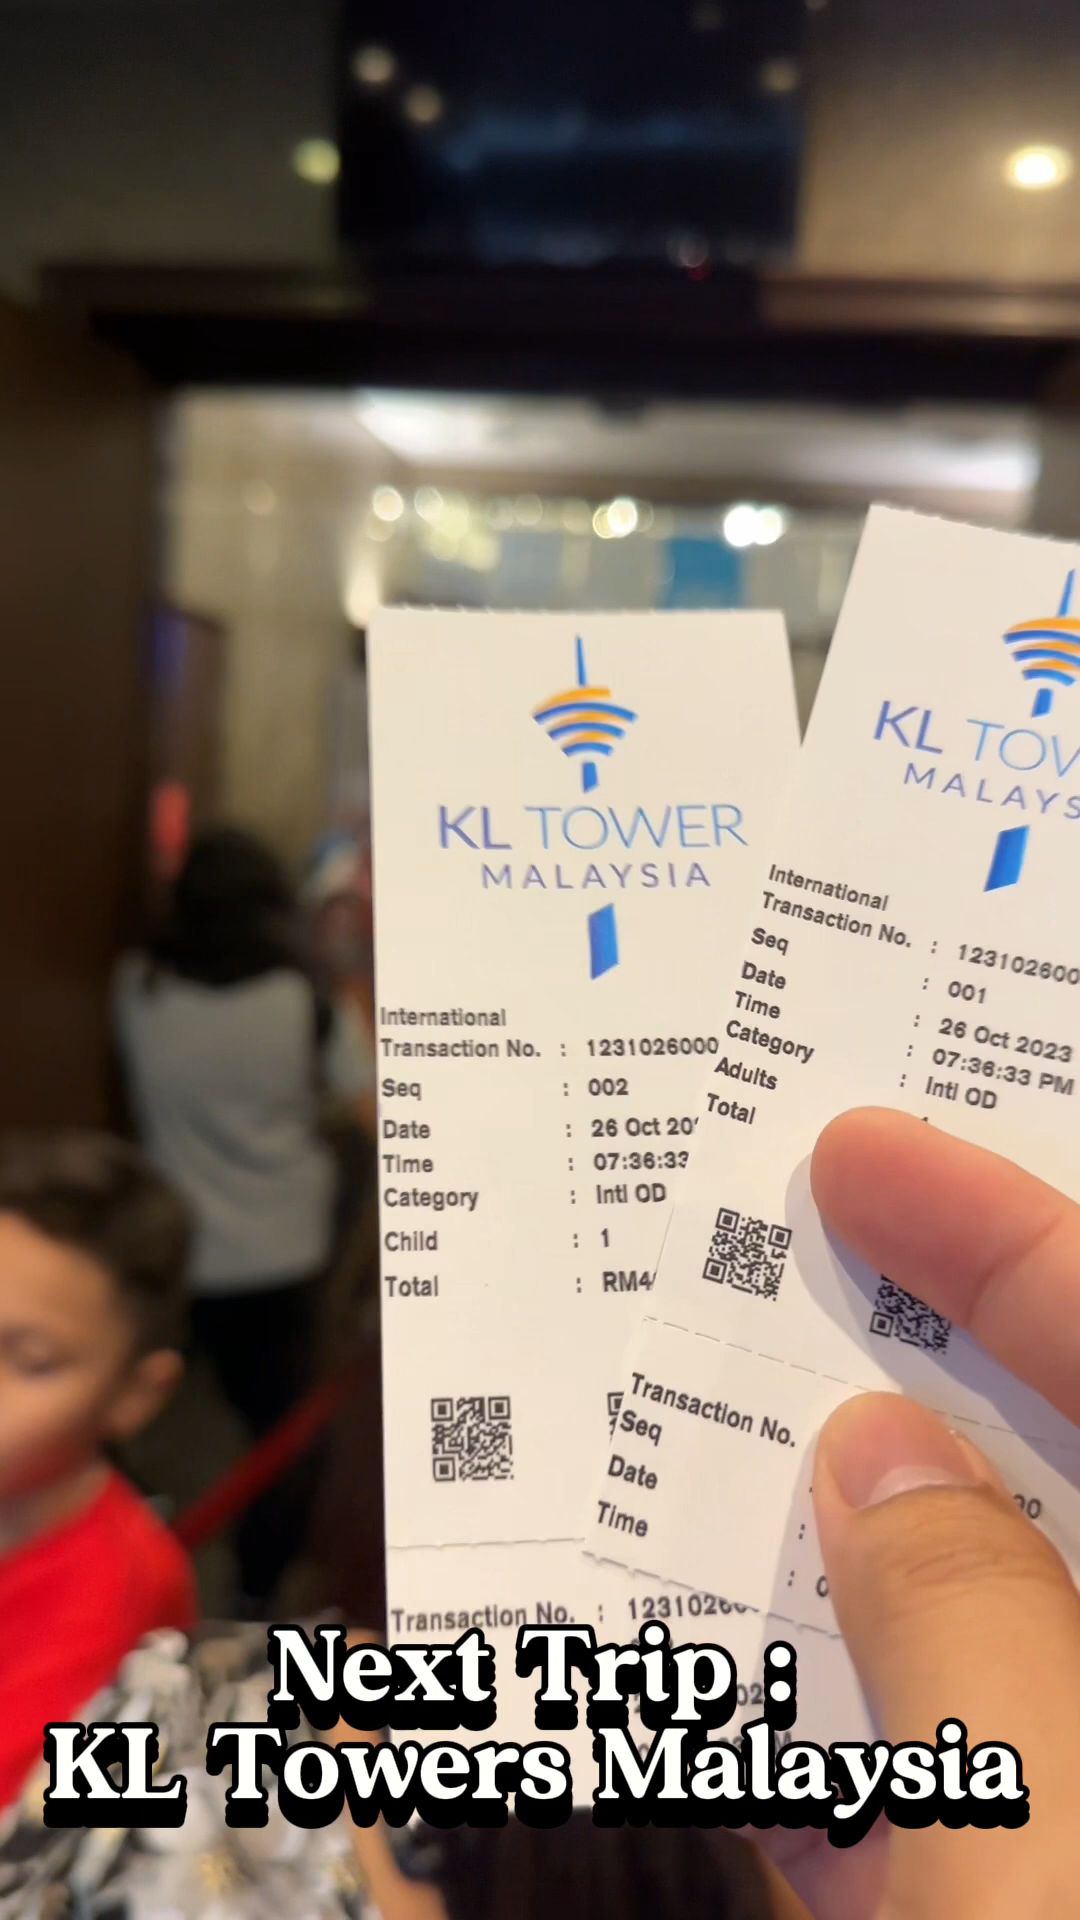 KL TOWER
MALAYSIA
International
Transaction No. : 1231026000
Seq : 002
Date : 26 Oct 20
Time : 07:36:33
Category : Intl OD
Child : 1
Total : RM4
Transaction No. :
KL TOW
MALAYS
International
Transaction No. : 123102600
Seq : 001
Date : 26 Oct 2023
Time : 07:36:33 PM
Category : Intl OD
Adults
Total
Transaction No.
Seq :
Date :
Time :
Next Trip :
KL Towers Malaysia